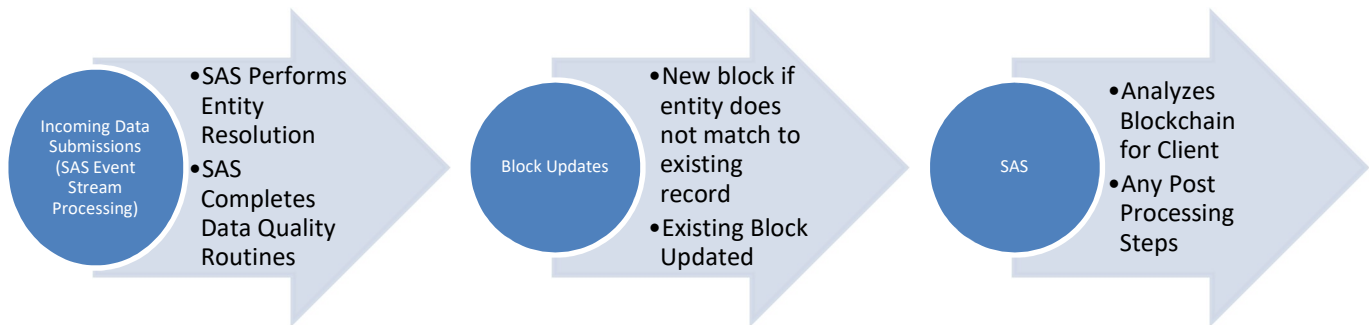 Incoming Data
Submissions
(SAS Event
Stream
Processing)
•SAS Performs
Entity
Resolution
•SAS
Completes
Data Quality
Routines
Block Updates
•New block if
entity does
not match to
existing
record
•Existing Block
Updated
SAS
•Analyzes
Blockchain
for Client
•Any Post
Processing
Steps